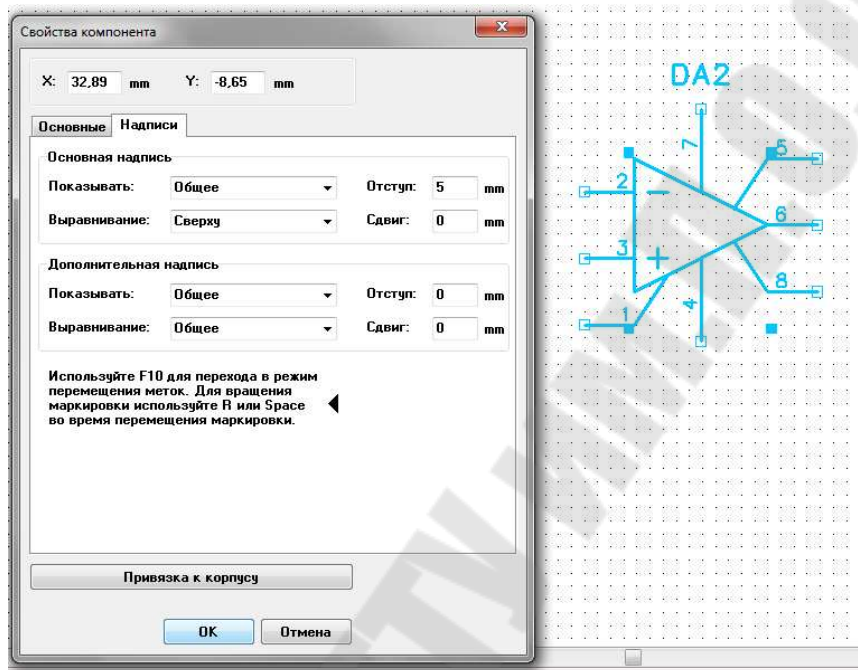 Свойства компонента
X: 32,89 mm Y: -8,65 mm
Основные Надписи
Основная надпись
Показывать: Общее Отступ: 5 mm
Выравнивание: Сверху Сдвиг: 0 mm
Дополнительная надпись
Показывать: Общее Отступ: 0 mm
Выравнивание: Общее Сдвиг: 0 mm
Используйте F10 для перехода в режим
перемещения меток. Для вращения
маркировки используйте R или Space
во время перемещения маркировки.
Привязка к корпусу
OK Отмена
DA2
7
5
2
−
6
3
+
8
1
4